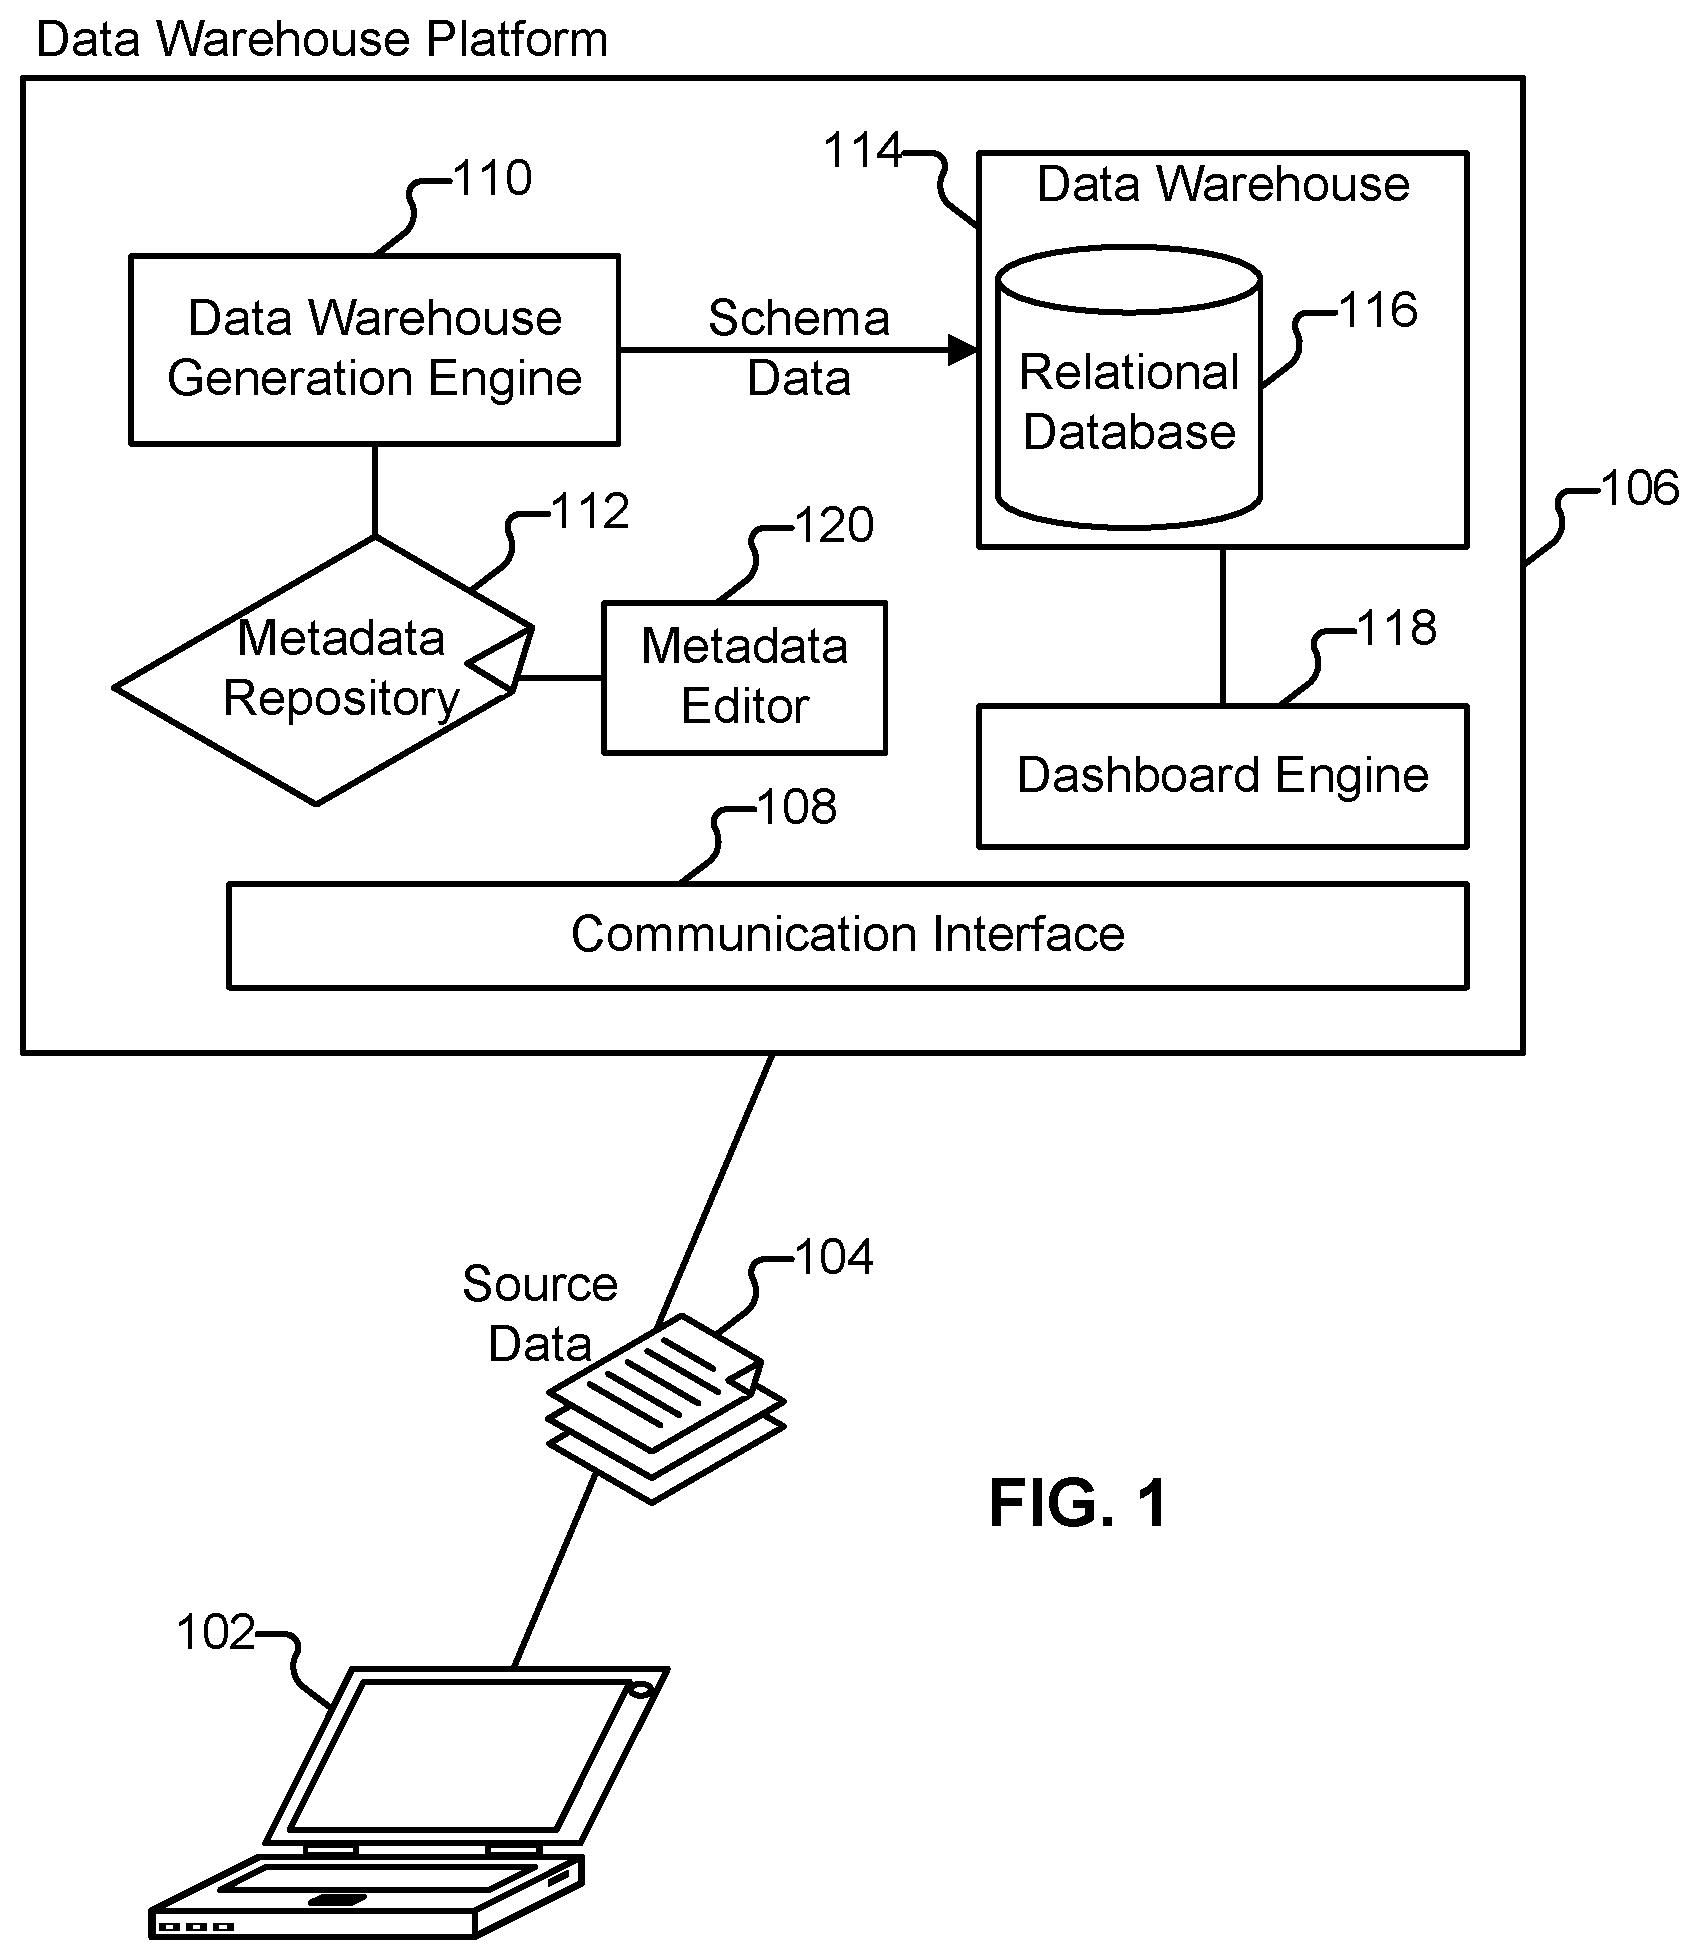 Data Warehouse Platform
114
Data Warehouse
110
Data Warehouse
Generation Engine
Schema
Data
116
Relational
Database
106
112
120
Metadata
Repository
Metadata
Editor
118
Dashboard Engine
108
Communication Interface
104
Source
Data
FIG. 1
102